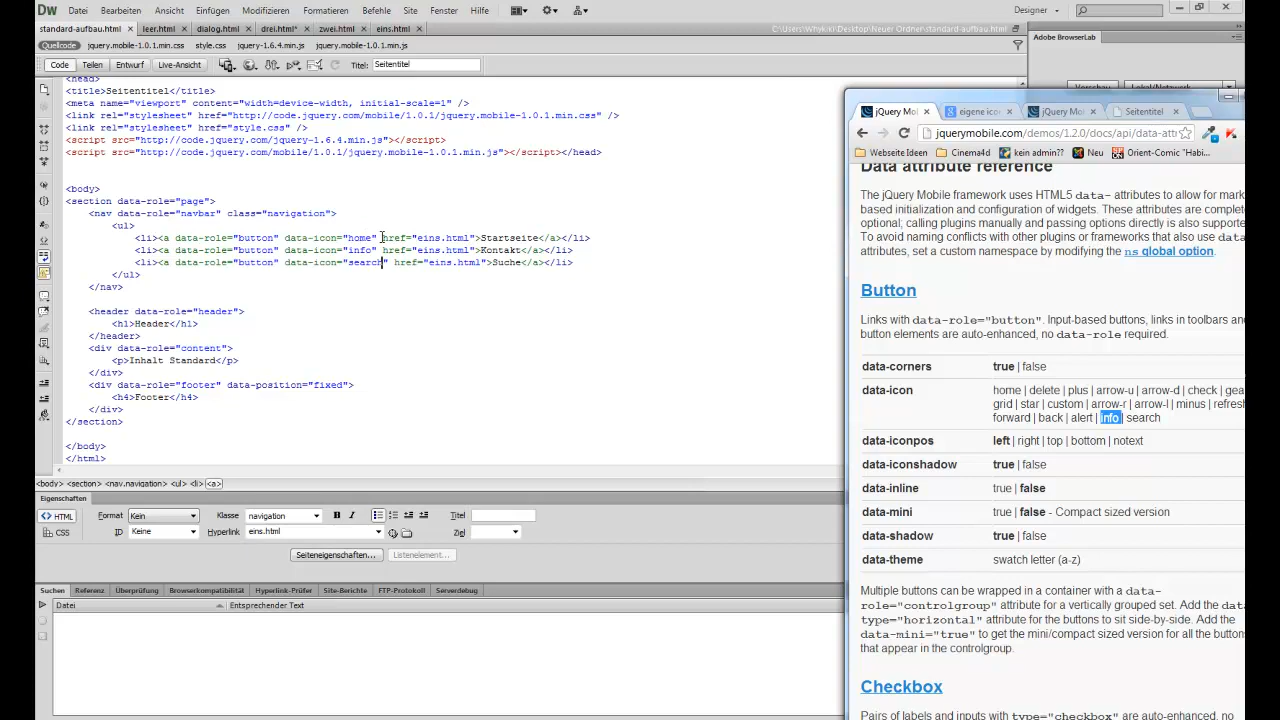 Dw Bearbeiten Ansicht Einfügen Modifizieren Formatieren Befehle Site Fenster Hilfe Designer
standard-aufbau.html × leer.html × dialog.html × drei.html* × zwei.html × eins.html × C:\Users\Whykiki\Desktop\Neuer Ordner\standard-aufbau.html
Quellcode jquery.mobile-1.0.1.min.css style.css jquery-1.6.4.min.js jquery.mobile-1.0.1.min.js
Adobe BrowserLab
Code Teilen Entwurf Live-Ansicht Titel: Seitentitel
Vorschau Lokal/Netzwerk
<head>
<title>Seitentitel</title>
<meta name="viewport" content="width=device-width, initial-scale=1" />
<link rel="stylesheet" href="http://code.jquery.com/mobile/1.0.1/jquery.mobile-1.0.1.min.css" />
<link rel="stylesheet" href="style.css" />
<script src="http://code.jquery.com/jquery-1.6.4.min.js"></script>
<script src="http://code.jquery.com/mobile/1.0.1/jquery.mobile-1.0.1.min.js"></script></head>
<body>
<section data-role="page">
<nav data-role="navbar" class="navigation">
<ul>
<li><a data-role="button" data-icon="home" href="eins.html">Startseite</a></li>
<li><a data-role="button" data-icon="info" href="eins.html">Kontakt</a></li>
<li><a data-role="button" data-icon="search" href="eins.html">Suche</a></li>
</ul>
</nav>
<header data-role="header">
<h1>Header</h1>
</header>
<div data-role="content">
<p>Inhalt Standard</p>
</div>
<div data-role="footer" data-position="fixed">
<h4>Footer</h4>
</div>
</section>
</body>
</html>
<body> <section> <nav.navigation> <ul> <li> <a>
Eigenschaften
<> HTML Format Kein Klasse navigation B I Titel
CSS ID Keine Hyperlink eins.html Ziel
Seiteneigenschaften... Listenelement...
Suchen Referenz Überprüfung Browserkompatibilität Hyperlink-Prüfer Site-Berichte FTP-Protokoll Serverdebug
Datei Entsprechender Text
jQuery Mobi × eigene ico × jQuery Mo × Seitentitel ×
jquerymobile.com/demos/1.2.0/docs/api/data-att
Webseite Ideen Cinema4d kein admin?? Neu Orient-Comic "Habi...
Data attribute reference
The jQuery Mobile framework uses HTML5 data- attributes to allow for mark
based initialization and configuration of widgets. These attributes are complete
optional; calling plugins manually and passing options directly is also supported
To avoid naming conflicts with other plugins or frameworks that also use data
attributes, set a custom namespace by modifying the ns global option.
Button
Links with data-role="button". Input-based buttons, links in toolbars and
button elements are auto-enhanced, no data-role required.
data-corners true | false
data-icon home | delete | plus | arrow-u | arrow-d | check | gea
grid | star | custom | arrow-r | arrow-l | minus | refresh
forward | back | alert | info | search
data-iconpos left | right | top | bottom | notext
data-iconshadow true | false
data-inline true | false
data-mini true | false - Compact sized version
data-shadow true | false
data-theme swatch letter (a-z)
Multiple buttons can be wrapped in a container with a data-
role="controlgroup" attribute for a vertically grouped set. Add the data
type="horizontal" attribute for the buttons to sit side-by-side. Add the
data-mini="true" to get the mini/compact sized version for all the buttons
that appear in the controlgroup.
Checkbox
Pairs of labels and inputs with type="checkbox" are auto-enhanced, no